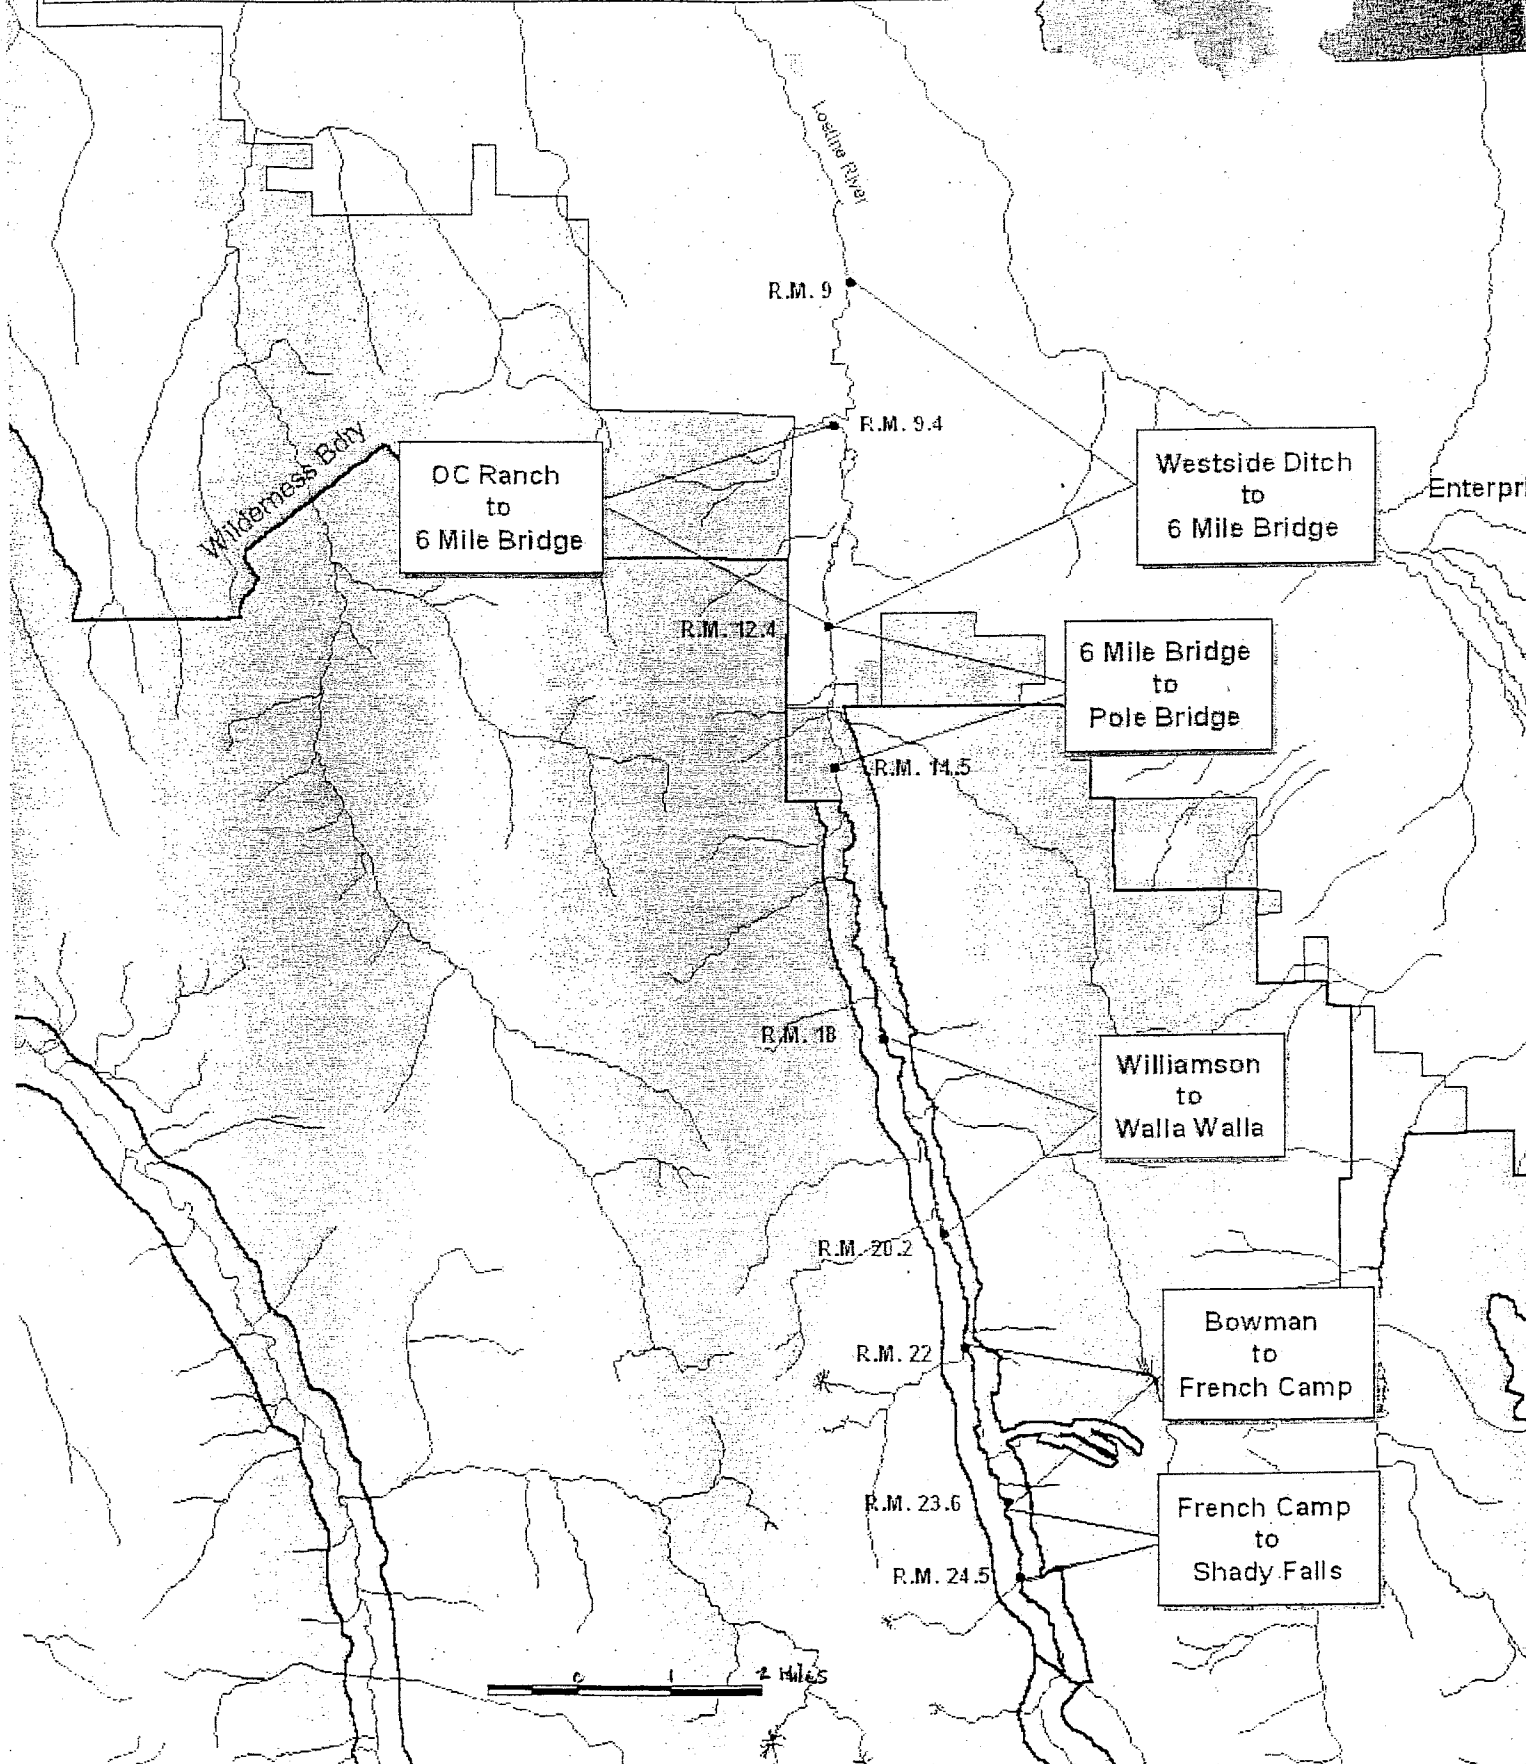 Lostine River
R.M. 9
R.M. 9.4
Wilderness Bdry
OC Ranch
to
6 Mile Bridge
Westside Ditch
to
6 Mile Bridge
Enterpri
R.M. 12.4
6 Mile Bridge
to
Pole Bridge
R.M. 14.5
R.M. 18
Williamson
to
Walla Walla
R.M. 20.2
Bowman
to
French Camp
R.M. 22
R.M. 23.6
French Camp
to
Shady Falls
R.M. 24.5
0 1 2 Miles